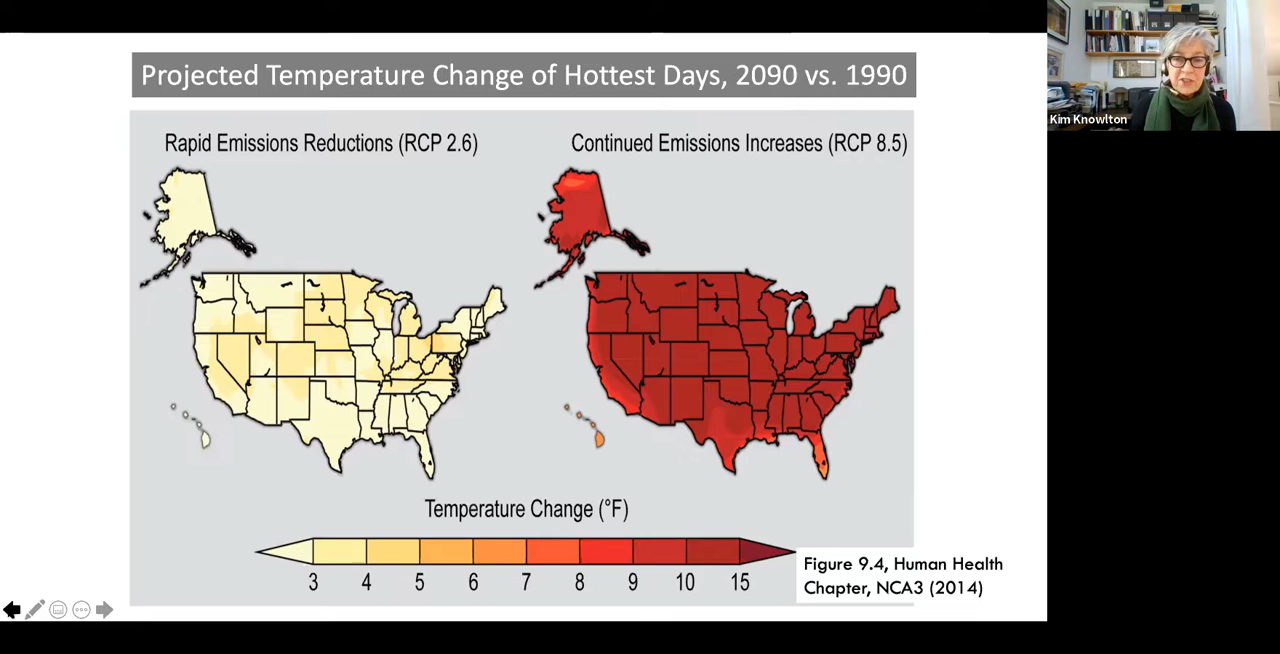 Projected Temperature Change of Hottest Days, 2090 vs. 1990
Rapid Emissions Reductions (RCP 2.6)
Continued Emissions Increases (RCP 8.5)
Temperature Change (°F)
3 4 5 6 7 8 9 10 15
Figure 9.4, Human Health
Chapter, NCA3 (2014)
Kim Knowlton